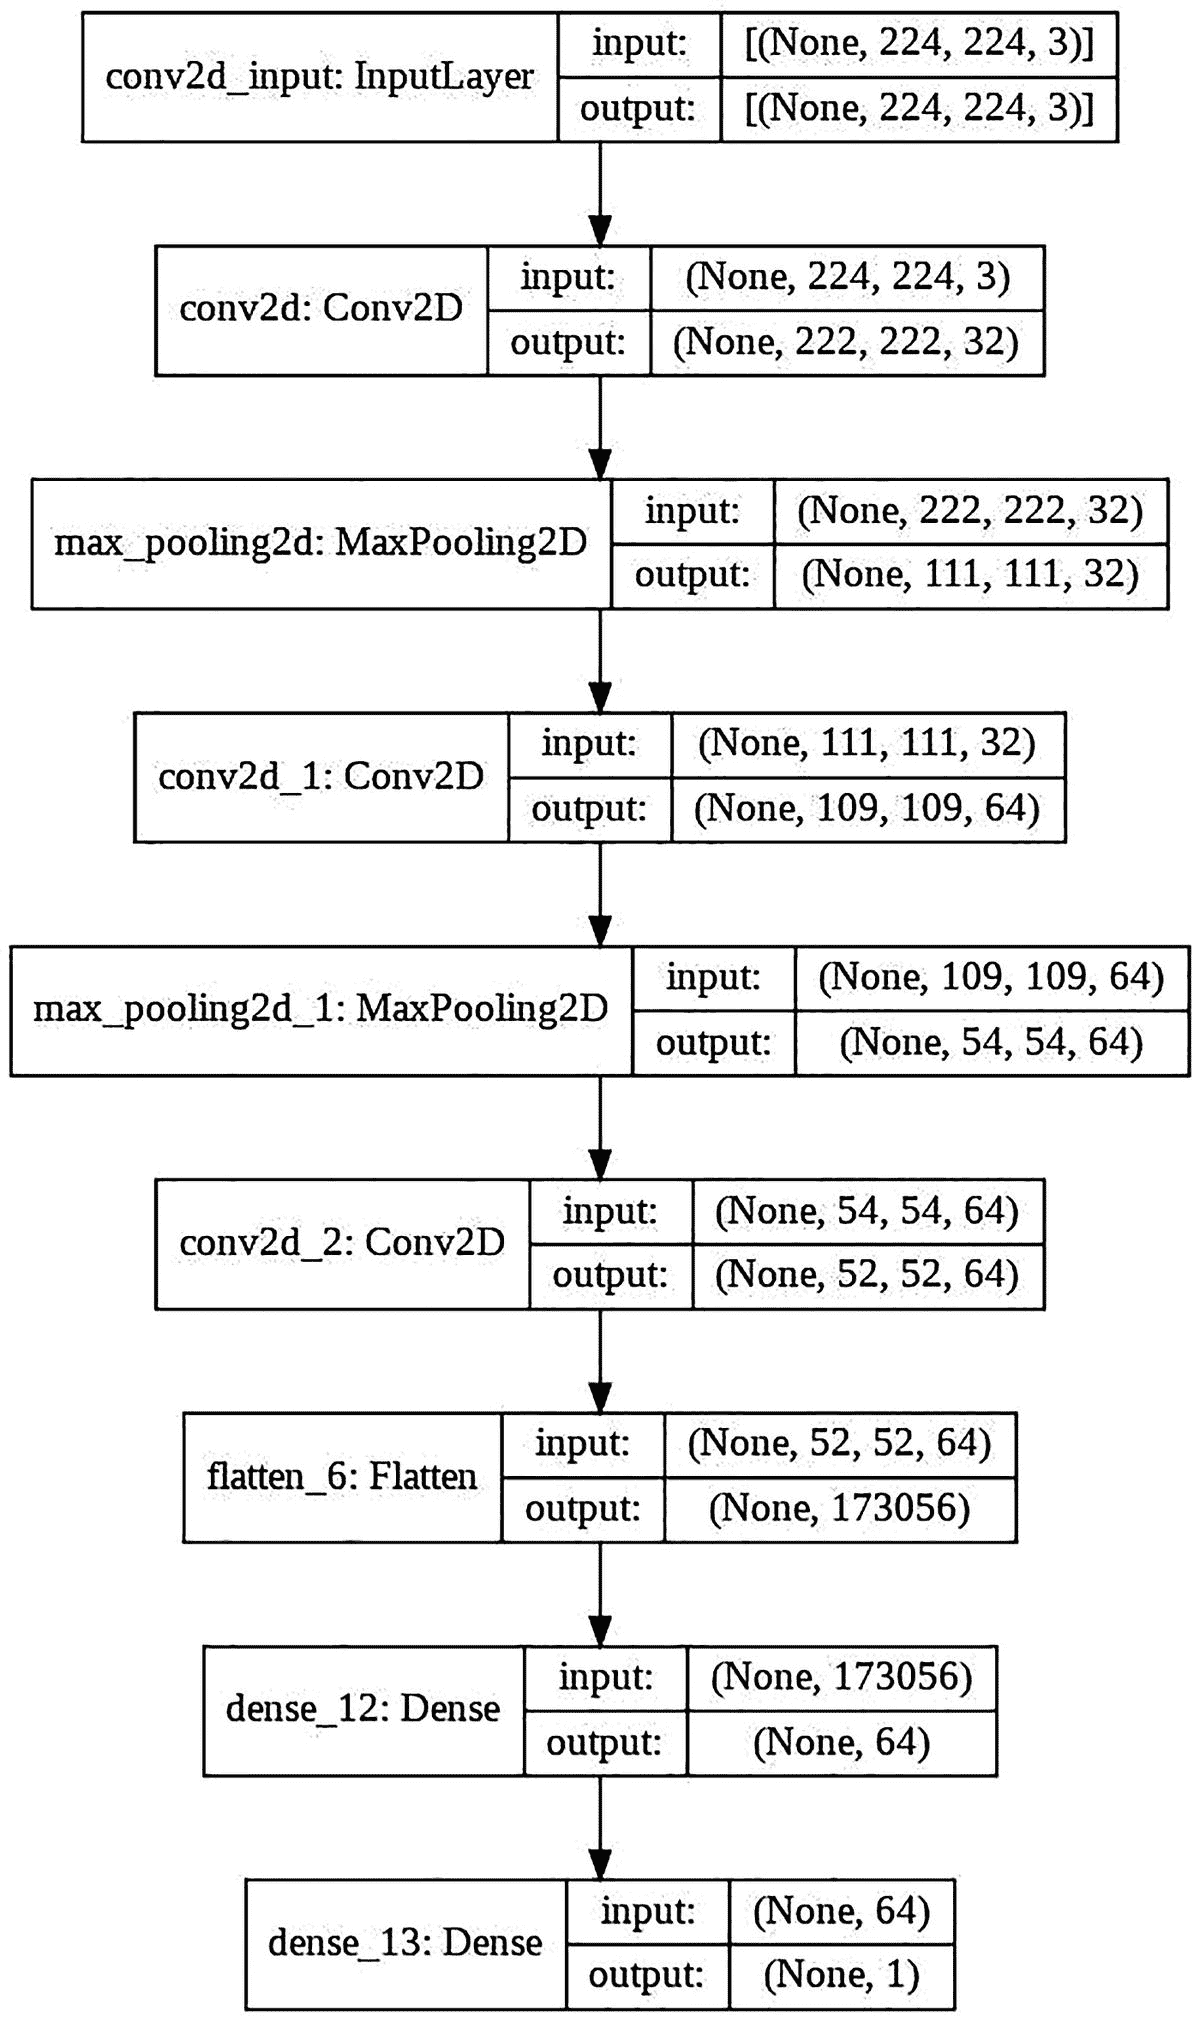 conv2d_input: InputLayer
input: [(None, 224, 224, 3)]
output: [(None, 224, 224, 3)]
conv2d: Conv2D
input: (None, 224, 224, 3)
output: (None, 222, 222, 32)
max_pooling2d: MaxPooling2D
input: (None, 222, 222, 32)
output: (None, 111, 111, 32)
conv2d_1: Conv2D
input: (None, 111, 111, 32)
output: (None, 109, 109, 64)
max_pooling2d_1: MaxPooling2D
input: (None, 109, 109, 64)
output: (None, 54, 54, 64)
conv2d_2: Conv2D
input: (None, 54, 54, 64)
output: (None, 52, 52, 64)
flatten_6: Flatten
input: (None, 52, 52, 64)
output: (None, 173056)
dense_12: Dense
input: (None, 173056)
output: (None, 64)
dense_13: Dense
input: (None, 64)
output: (None, 1)